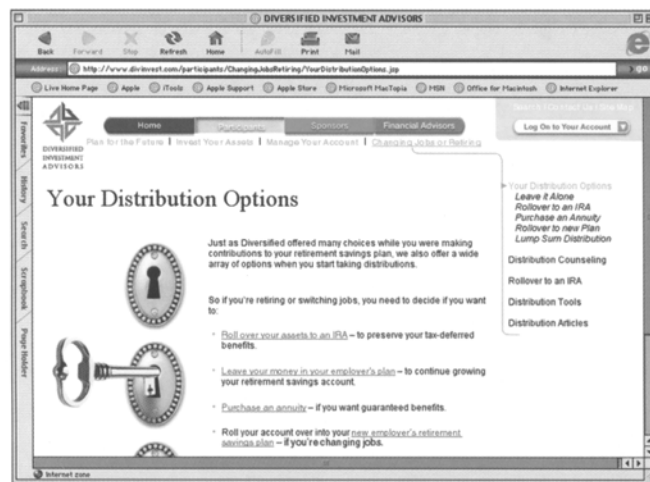 DIVERSIFIED INVESTMENT ADVISORS
Back Forward Stop Refresh Home AutoFill Print Mail
Address: http://www.divinvest.com/participants/ChangingJobsRetiring/YourDistributionOptions.jsp go
Live Home Page Apple iTools Apple Support Apple Store Microsoft MacTopia MSN Office for Macintosh Internet Explorer
Favorites
History
Search
Scrapbook
Page Holder
Search | Contact Us | Site Map
Home Participants Sponsors Financial Advisors
Log On to Your Account
Plan for the Future | Invest Your Assets | Manage Your Account | Changing Jobs or Retiring
DIVERSIFIED
INVESTMENT
ADVISORS
Your Distribution Options
Just as Diversified offered many choices while you were making
contributions to your retirement savings plan, we also offer a wide
array of options when you start taking distributions.
So if you're retiring or switching jobs, you need to decide if you want
to:
· Roll over your assets to an IRA – to preserve your tax-deferred
benefits.
· Leave your money in your employer's plan – to continue growing
your retirement savings account.
· Purchase an annuity – if you want guaranteed benefits.
· Roll your account over into your new employer's retirement
savings plan – if you're changing jobs.
Your Distribution Options
Leave it Alone
Rollover to an IRA
Purchase an Annuity
Rollover to new Plan
Lump Sum Distribution
Distribution Counseling
Rollover to an IRA
Distribution Tools
Distribution Articles
Internet zone